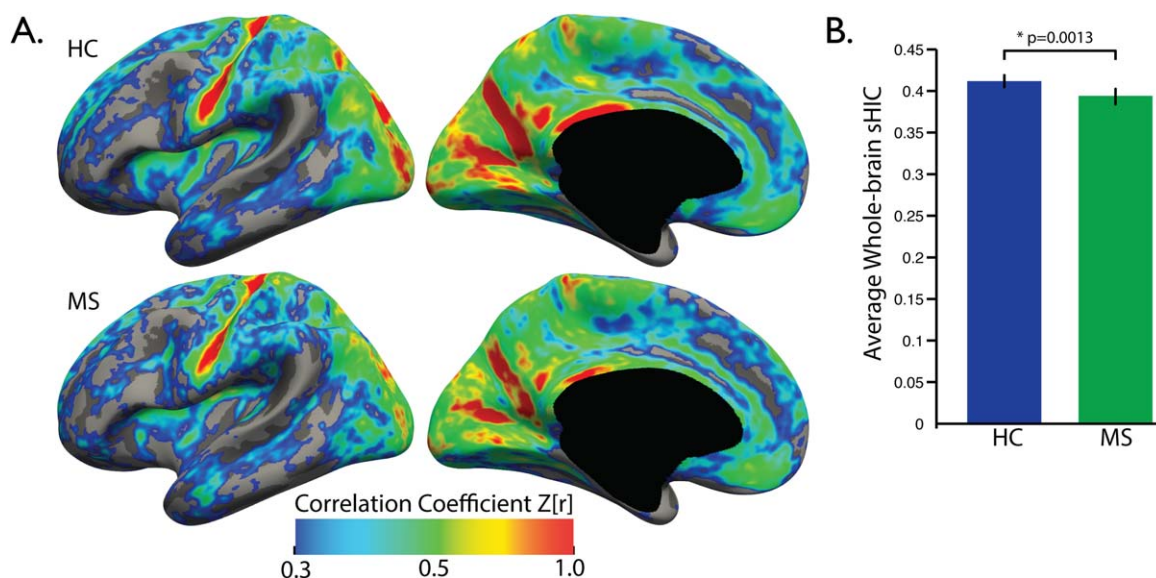 A.
HC
MS
Correlation Coefficient Z[r]
0.3
0.5
1.0
B.
* p=0.0013
Average Whole-brain sHIC
0.45
0.4
0.35
0.3
0.25
0.2
0.15
0.1
0.05
0
HC
MS